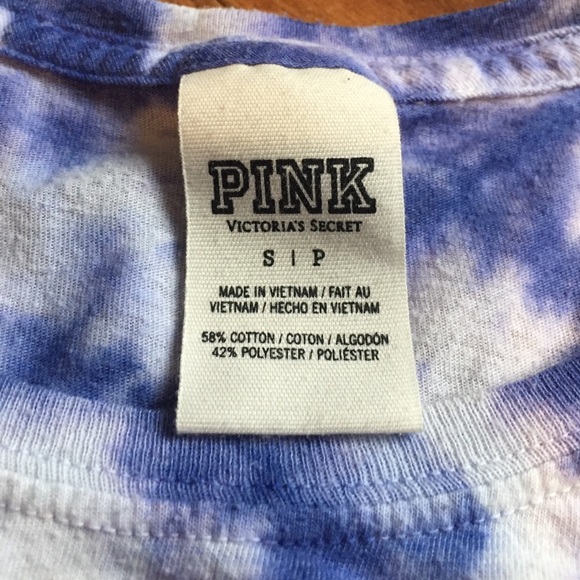 PINK
VICTORIA'S SECRET
S | P
MADE IN VIETNAM / FAIT AU
VIETNAM / HECHO EN VIETNAM
58% COTTON / COTON / ALGODÓN
42% POLYESTER / POLIÉSTER